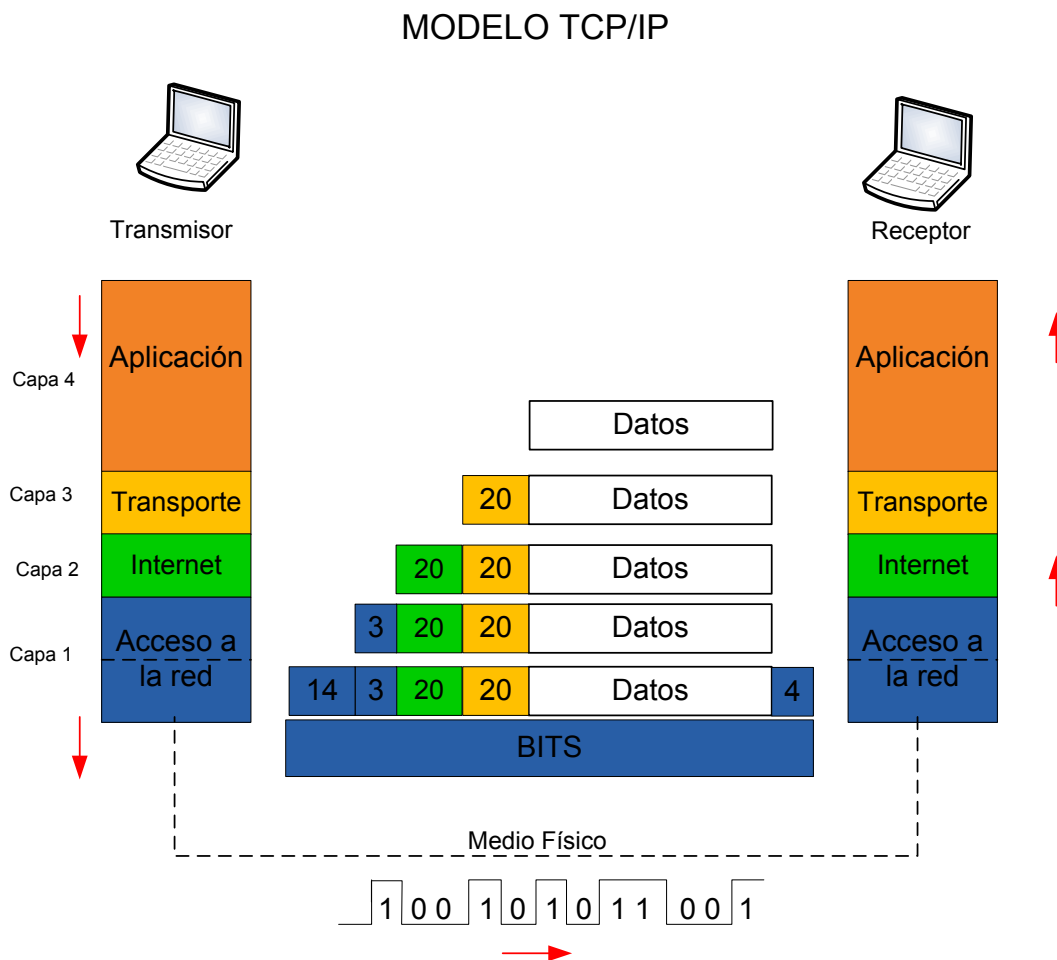 MODELO TCP/IP
Transmisor
Receptor
Capa 4
Aplicación
Aplicación
Datos
Capa 3
Transporte
20
Datos
Transporte
Capa 2
Internet
20
20
Datos
Internet
Capa 1
Acceso a
la red
3
20
20
Datos
Acceso a
la red
14
3
20
20
Datos
4
BITS
Medio Físico
1 0 0 1 0 1 0 1 1 0 0 1